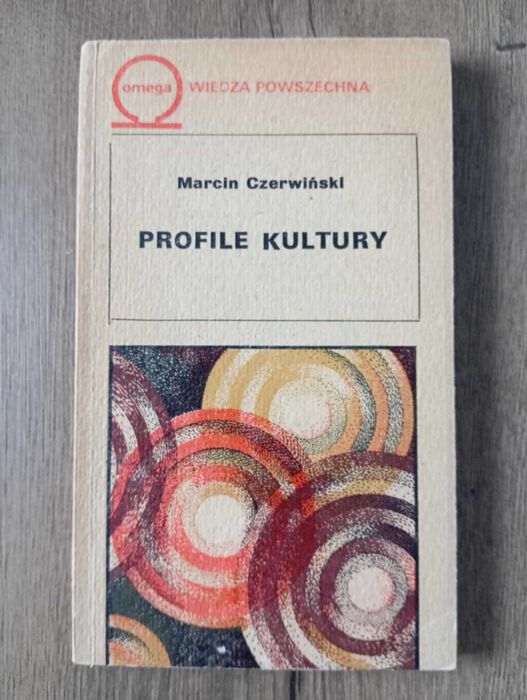 omega
WIEDZA POWSZECHNA
Marcin Czerwiński
PROFILE KULTURY